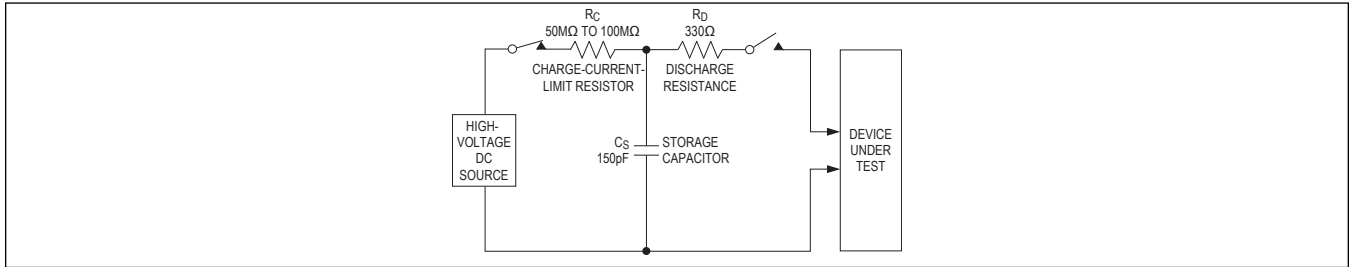 RC
50MΩ TO 100MΩ
CHARGE-CURRENT-
LIMIT RESISTOR
RD
330Ω
DISCHARGE
RESISTANCE
HIGH-
VOLTAGE
DC
SOURCE
CS
150pF
STORAGE
CAPACITOR
DEVICE
UNDER
TEST